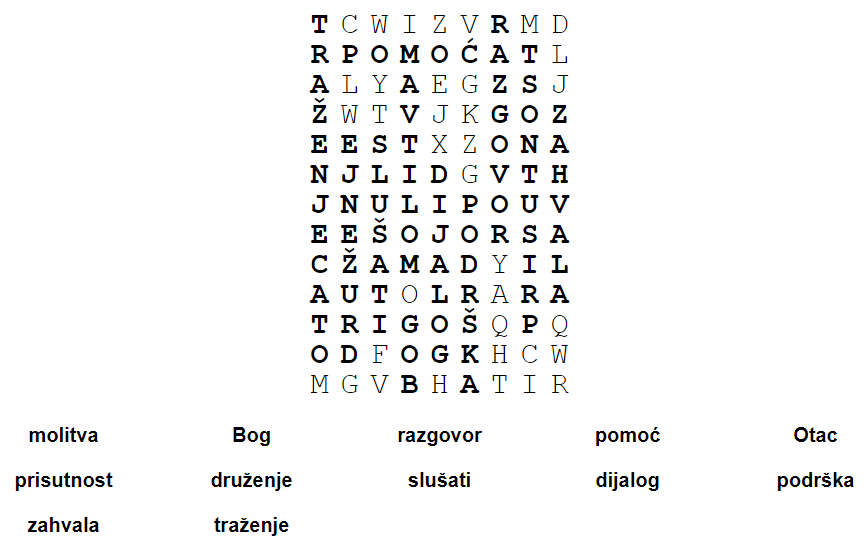 T C W I Z V R M D
R P O M O Ć A T L
A L Y A E G Z S J
Ž W T V J K G O Z
E E S T X Z O N A
N J L I D G V T H
J N U L I P O U V
E E Š O J O R S A
C Ž A M A D Y I L
A U T O L R A R A
T R I G O Š Q P Q
O D F O G K H C W
M G V B H A T I R
molitva Bog razgovor pomoć Otac
prisutnost druženje slušati dijalog podrška
zahvala traženje